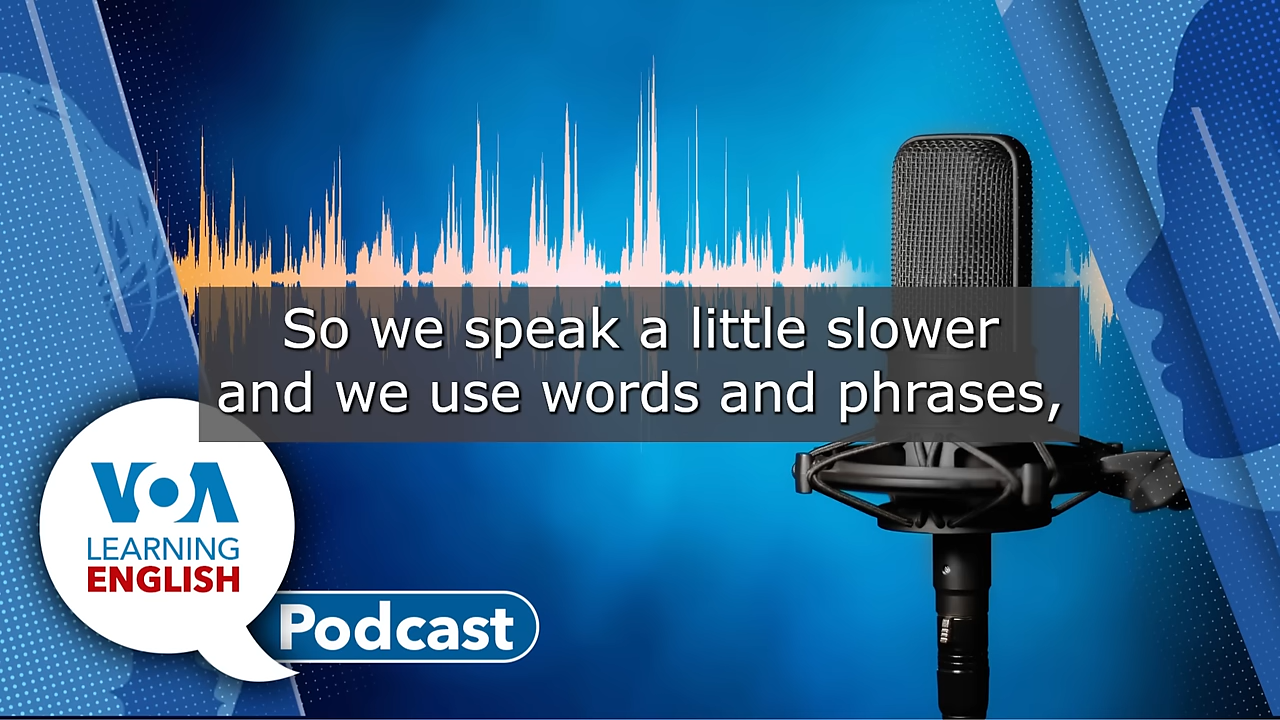 So we speak a little slower
and we use words and phrases,
VOA
LEARNING
ENGLISH
Podcast